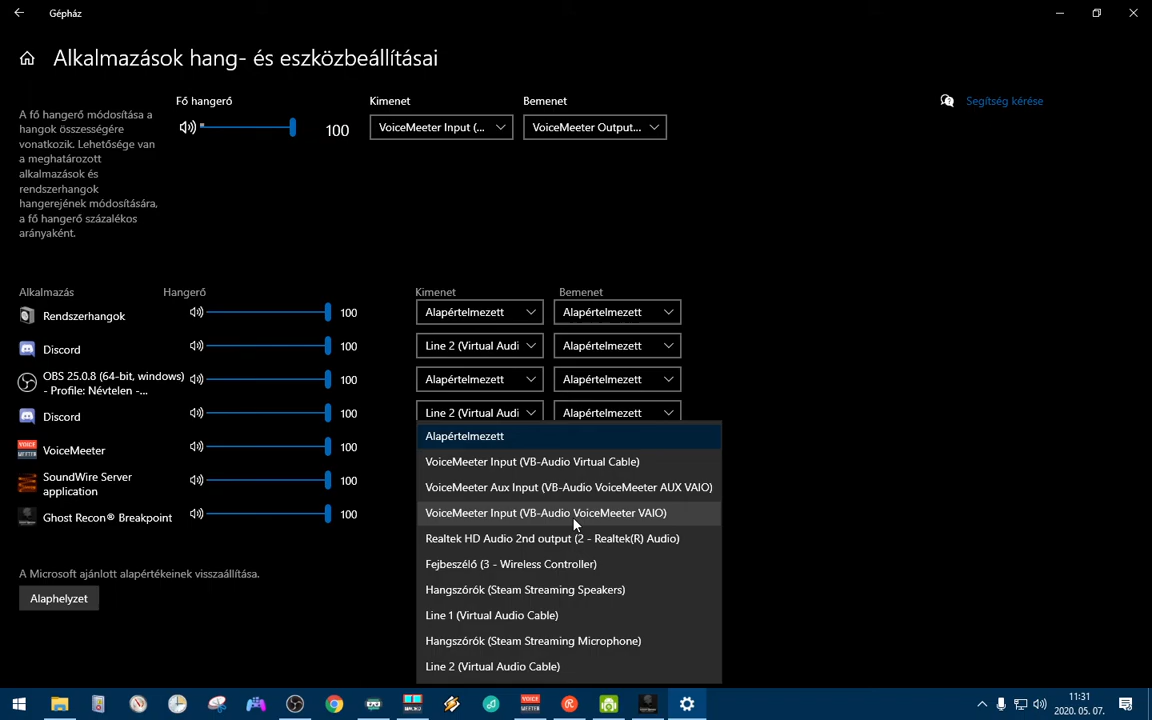 Gépház
Alkalmazások hang- és eszközbeállításai
A fő hangerő módosítása a
hangok összességére
vonatkozik. Lehetősége van
a meghatározott
alkalmazások és
rendszerhangok
hangerejének módosítására,
a fő hangerő százalékos
arányaként.
Fő hangerő
100
Kimenet
VoiceMeeter Input (...
Bemenet
VoiceMeeter Output...
Segítség kérése
Alkalmazás Hangerő Kimenet Bemenet
Rendszerhangok 100 Alapértelmezett Alapértelmezett
Discord 100 Line 2 (Virtual Audi Alapértelmezett
OBS 25.0.8 (64-bit, windows)
- Profile: Névtelen -...
100 Alapértelmezett Alapértelmezett
Discord 100 Line 2 (Virtual Audi Alapértelmezett
VoiceMeeter 100
SoundWire Server
application
100
Ghost Recon® Breakpoint 100
Alapértelmezett
VoiceMeeter Input (VB-Audio Virtual Cable)
VoiceMeeter Aux Input (VB-Audio VoiceMeeter AUX VAIO)
VoiceMeeter Input (VB-Audio VoiceMeeter VAIO)
Realtek HD Audio 2nd output (2 - Realtek(R) Audio)
Fejbeszélő (3 - Wireless Controller)
Hangszórók (Steam Streaming Speakers)
Line 1 (Virtual Audio Cable)
Hangszórók (Steam Streaming Microphone)
Line 2 (Virtual Audio Cable)
A Microsoft ajánlott alapértékeinek visszaállítása.
Alaphelyzet
11:31
2020. 05. 07.